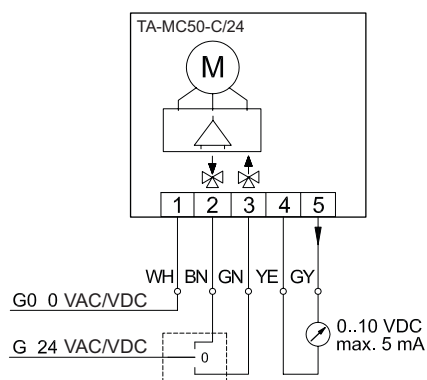 TA-MC50-C/24
M
1 2 3 4 5
WH BN GN YE GY
G0 0 VAC/VDC
0..10 VDC
max. 5 mA
G 24 VAC/VDC
0